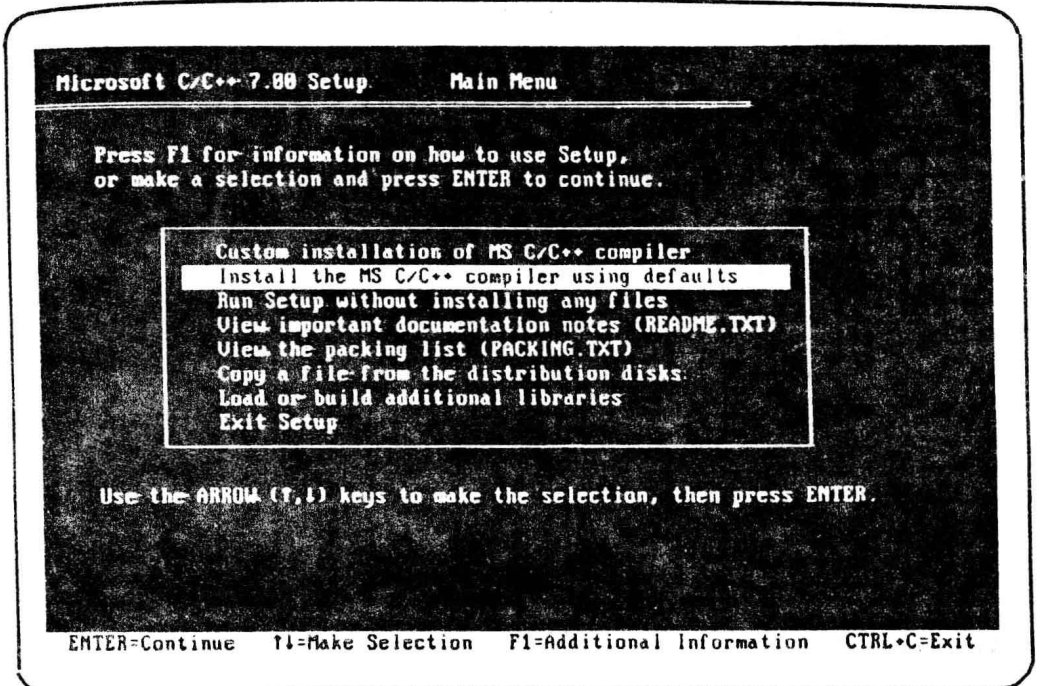 Microsoft C/C++ 7.00 Setup Main Menu
Press F1 for information on how to use Setup,
or make a selection and press ENTER to continue.
Custom installation of MS C/C++ compiler
Install the MS C/C++ compiler using defaults
Run Setup without installing any files
View important documentation notes (README.TXT)
View the packing list (PACKING.TXT)
Copy a file from the distribution disks
Load or build additional libraries
Exit Setup
Use the ARROW (↑,↓) keys to make the selection, then press ENTER.
ENTER=Continue ↑↓=Make Selection F1=Additional Information CTRL+C=Exit